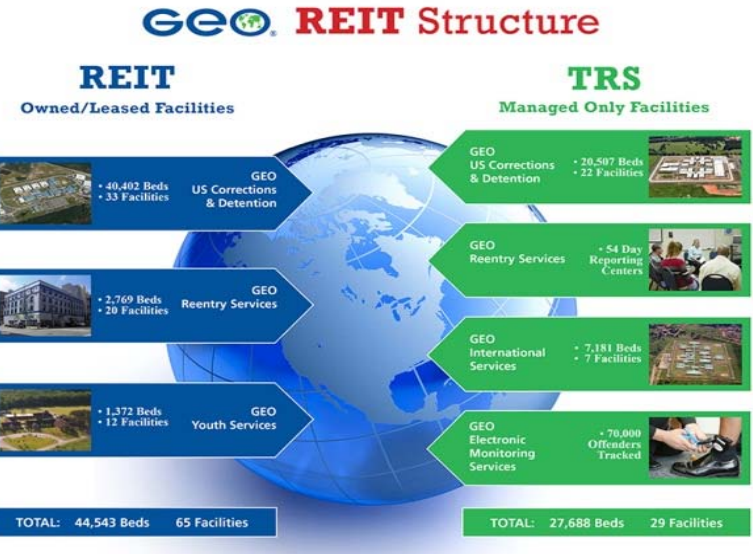 GEO® REIT Structure
REIT
Owned/Leased Facilities
TRS
Managed Only Facilities
• 40,402 Beds
• 33 Facilities
GEO
US Corrections
& Detention
• 2,769 Beds
• 20 Facilities
GEO
Reentry Services
• 1,372 Beds
• 12 Facilities
GEO
Youth Services
TOTAL: 44,543 Beds 65 Facilities
GEO
US Corrections
& Detention
• 20,507 Beds
• 22 Facilities
GEO
Reentry Services
• 54 Day
Reporting
Centers
GEO
International
Services
• 7,181 Beds
• 7 Facilities
GEO
Electronic
Monitoring
Services
• 70,000
Offenders
Tracked
TOTAL: 27,688 Beds 29 Facilities